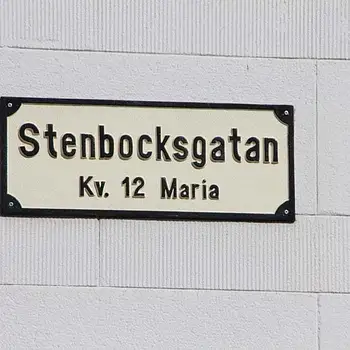 Stenbocksgatan
Kv. 12 Maria